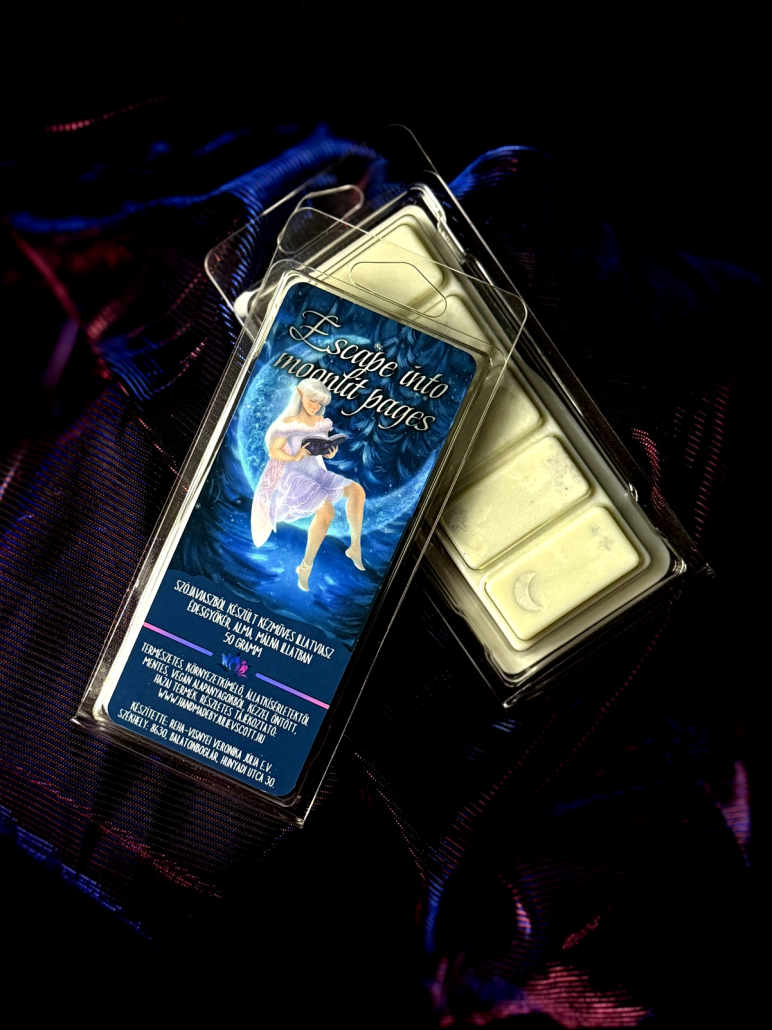 Escape into
moonlit pages
SZÓJAVIASZBÓL KÉSZÜLT KÉZMŰVES ILLATVIASZ
ÉDESGYÖKÉR, ALMA, MÁLNA ILLATBAN
50 GRAMM
TERMÉSZETES, KÖRNYEZETKÍMÉLŐ, ÁLLATKÍSÉRLETEKTŐL
MENTES, VEGÁN ALAPANYAGOKBÓL, KÉZZEL ÖNTÖTT,
HAZAI TERMÉK. RÉSZLETES TÁJÉKOZTATÓ:
WWW.HANDMADEBYJULIEVSCOTT.HU
KÉSZÍTETTE: REHA-VISNYEI VERONIKA JÚLIA E.V.
SZÉKHELY: 8630, BALATONBOGLÁR, HUNYADI UTCA 30.